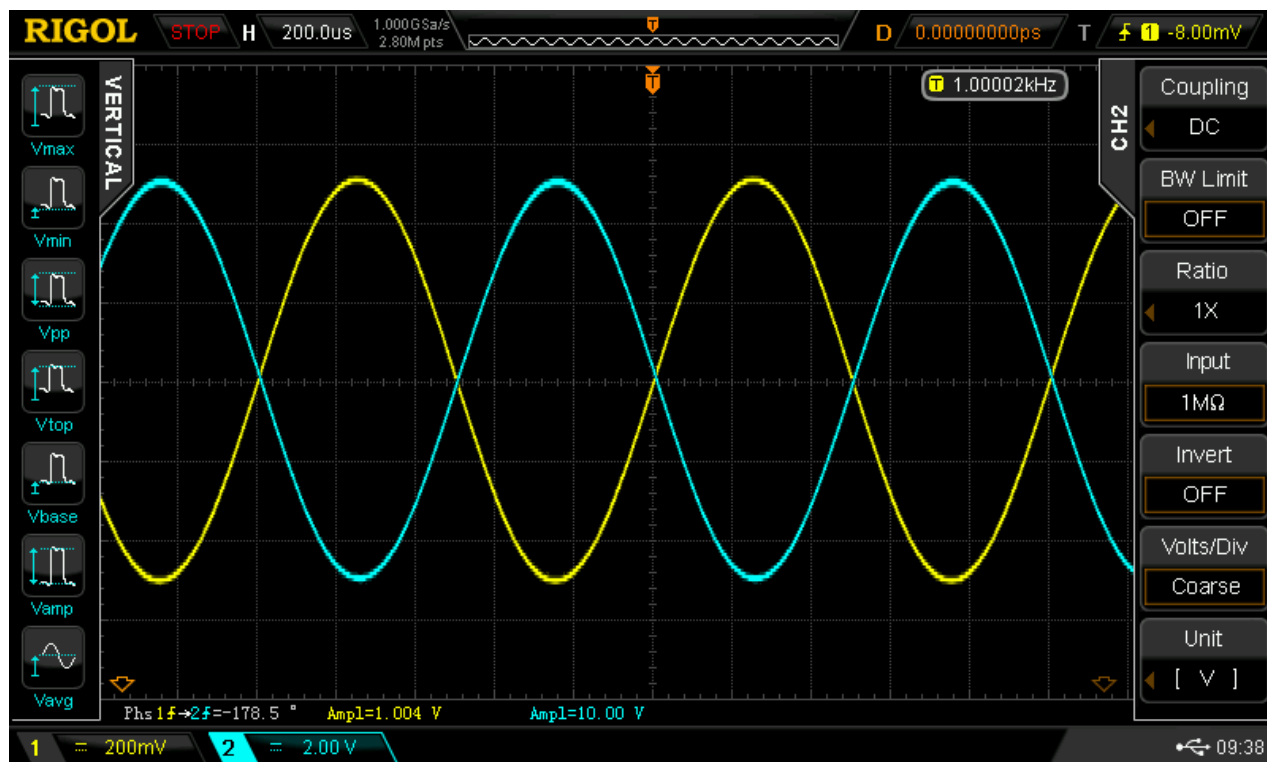 RIGOL STOP H 200.0us 1.000GSa/s 2.80Mpts D 0.00000000ps T 1 -8.00mV
T
T 1.00002kHz
VERTICAL
Vmax
Vmin
Vpp
Vtop
Vbase
Vamp
Vavg
CH2
Coupling
DC
BW Limit
OFF
Ratio
1X
Input
1MΩ
Invert
OFF
Volts/Div
Coarse
Unit
[ V ]
Phs1→2=-178.5 ° Ampl=1.004 V Ampl=10.00 V
1 = 200mV 2 = 2.00 V 09:38